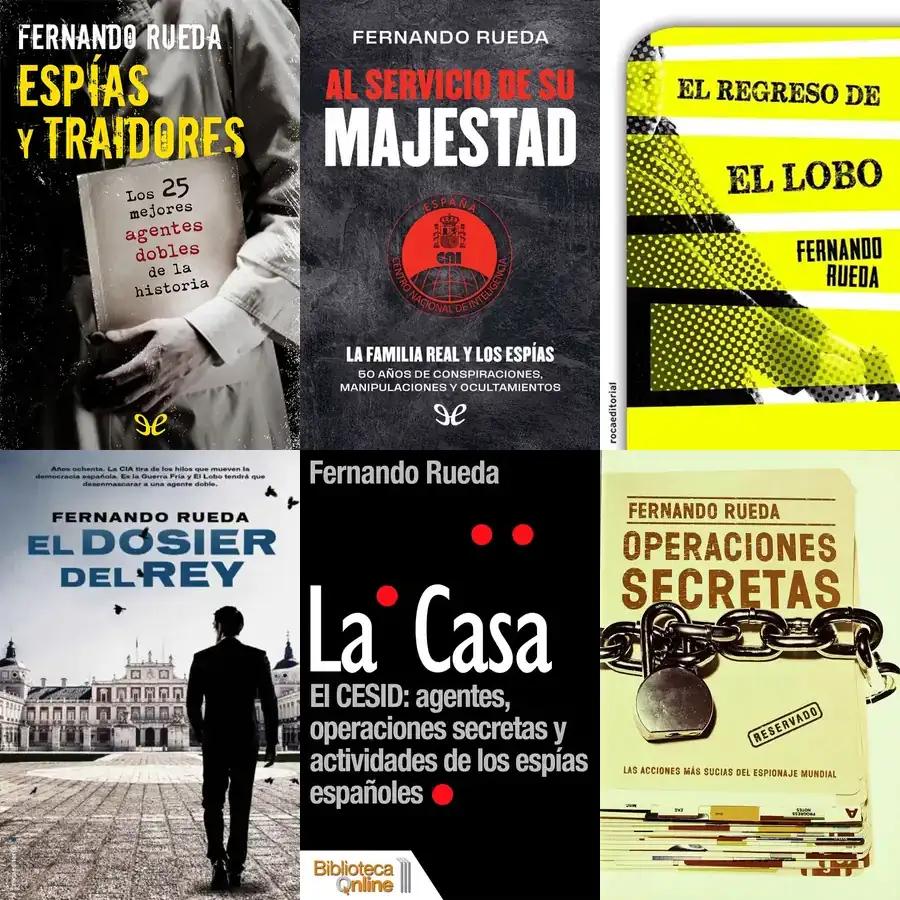 FERNANDO RUEDA
ESPÍAS
Y TRAIDORES
Los 25
mejores
agentes
dobles
de la
historia
FERNANDO RUEDA
AL SERVICIO DE SU
MAJESTAD
ESPAÑA
CNI
CENTRO NACIONAL DE INTELIGENCIA
LA FAMILIA REAL Y LOS ESPÍAS
50 AÑOS DE CONSPIRACIONES,
MANIPULACIONES Y OCULTAMIENTOS
EL REGRESO DE
EL LOBO
FERNANDO
RUEDA
rocaeditorial
Años ochenta. La CIA tira de los hilos que mueven la
democracia española. Es la Guerra Fría y El Lobo tendrá que
desenmascarar a una agente doble.
FERNANDO RUEDA
EL DOSIER
DEL REY
Fernando Rueda
La Casa
El CESID: agentes,
operaciones secretas y
actividades de los espías
españoles
Biblioteca
Online
FERNANDO RUEDA
OPERACIONES
SECRETAS
RESERVADO
LAS ACCIONES MÁS SUCIAS DEL ESPIONAJE MUNDIAL
PROGRESS
NOTES
A